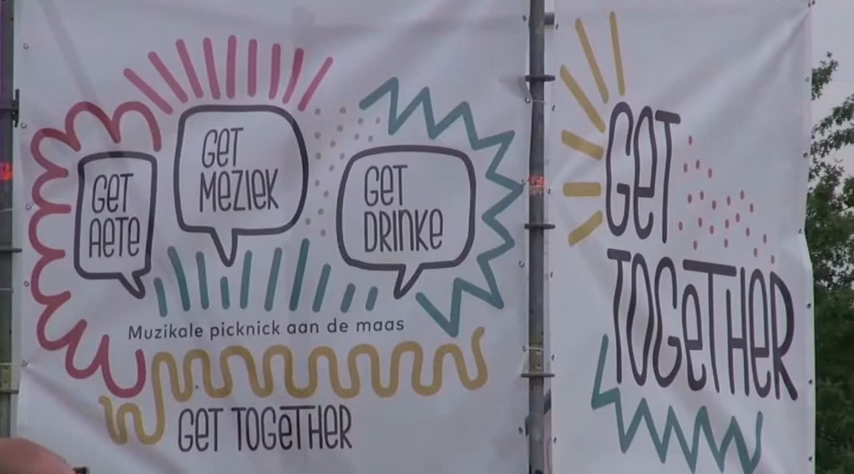 GET
AETE
GET
MEZIEK
GET
DRINKE
Muzikale picknick aan de maas
GET TOGETHER
GET
TOGETHER